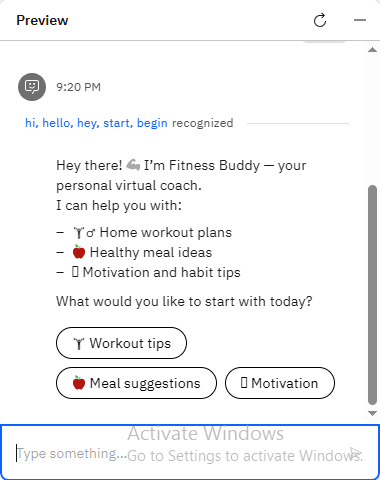 Preview
9:20 PM
hi, hello, hey, start, begin recognized
Hey there! 💪 I'm Fitness Buddy — your
personal virtual coach.
I can help you with:
– 🏋♂ Home workout plans
– 🍎 Healthy meal ideas
– ▯ Motivation and habit tips
What would you like to start with today?
🏋 Workout tips
🍎 Meal suggestions
▯ Motivation
Activate Windows
Type something...
Go to Settings to activate Windows.